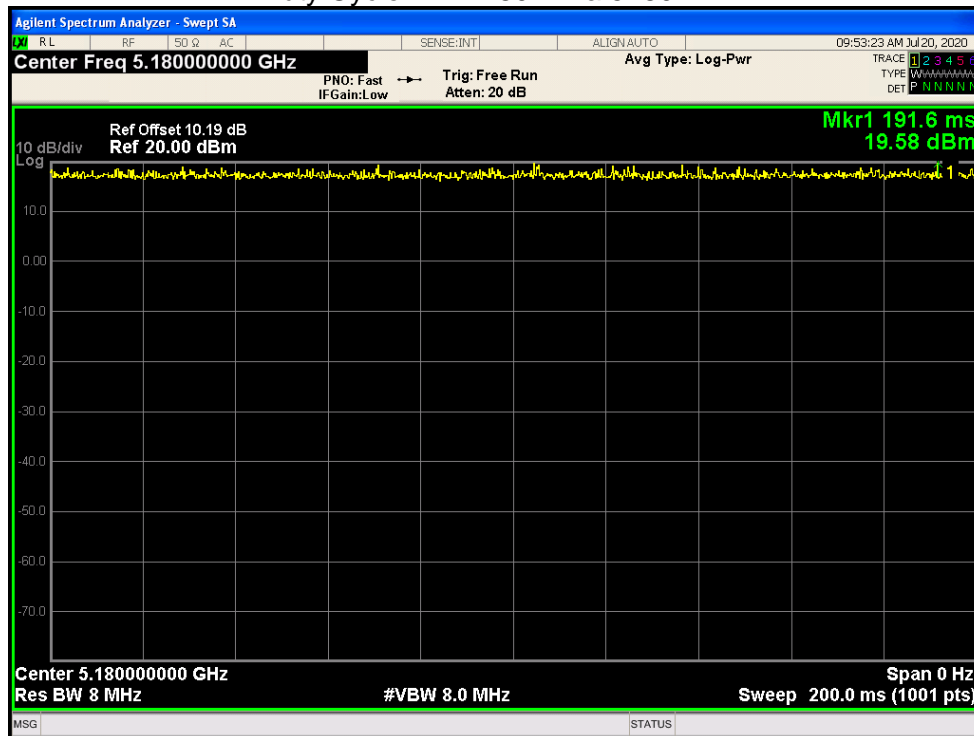 Agilent Spectrum Analyzer - Swept SA
LXI RL RF 50 Ω AC SENSE:INT ALIGN AUTO 09:53:23 AM Jul 20, 2020
Center Freq 5.180000000 GHz
PNO: Fast
IFGain:Low
Trig: Free Run
Atten: 20 dB
Avg Type: Log-Pwr
TRACE 1 2 3 4 5 6
TYPE
DET P N N N N N
Mkr1 191.6 ms
19.58 dBm
Ref Offset 10.19 dB
10 dB/div Ref 20.00 dBm
Log
1
10.0
0.00
-10.0
-20.0
-30.0
-40.0
-50.0
-60.0
-70.0
Center 5.180000000 GHz Span 0 Hz
Res BW 8 MHz #VBW 8.0 MHz Sweep 200.0 ms (1001 pts)
MSG STATUS